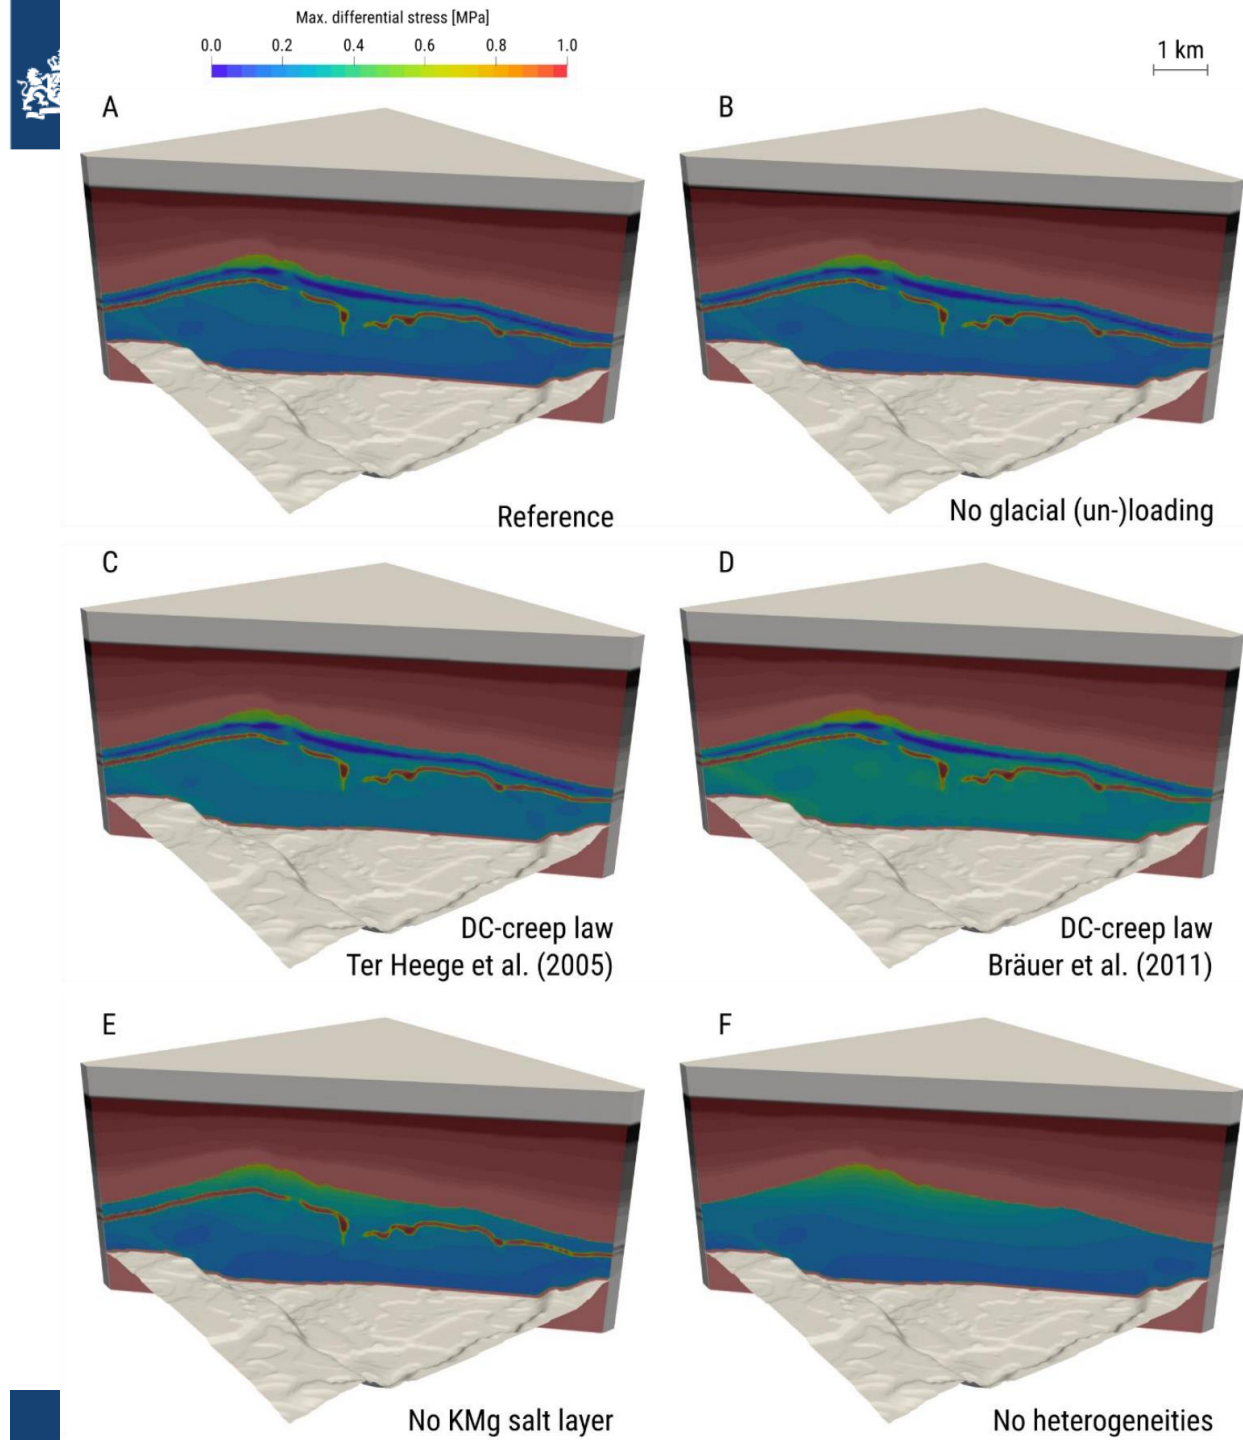 Max. differential stress [MPa]
0.0 0.2 0.4 0.6 0.8 1.0
1 km
A
B
Reference
No glacial (un-)loading
C
D
DC-creep law
Ter Heege et al. (2005)
DC-creep law
Bräuer et al. (2011)
E
F
No KMg salt layer
No heterogeneities